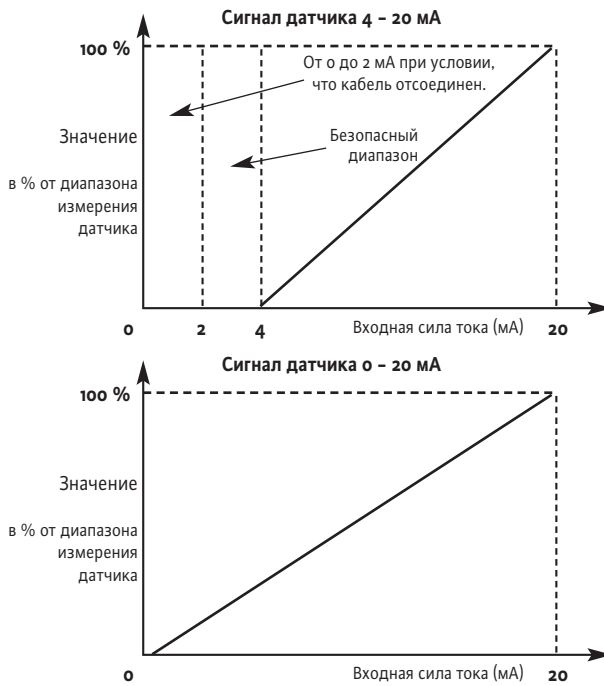 Сигнал датчика 4 – 20 мА
100 %
От 0 до 2 мА при условии,
что кабель отсоединен.
Безопасный
диапазон
Значение
в % от диапазона
измерения
датчика
0 2 4 Входная сила тока (мА) 20
Сигнал датчика 0 – 20 мА
100 %
Значение
в % от диапазона
измерения
датчика
0 Входная сила тока (мА) 20